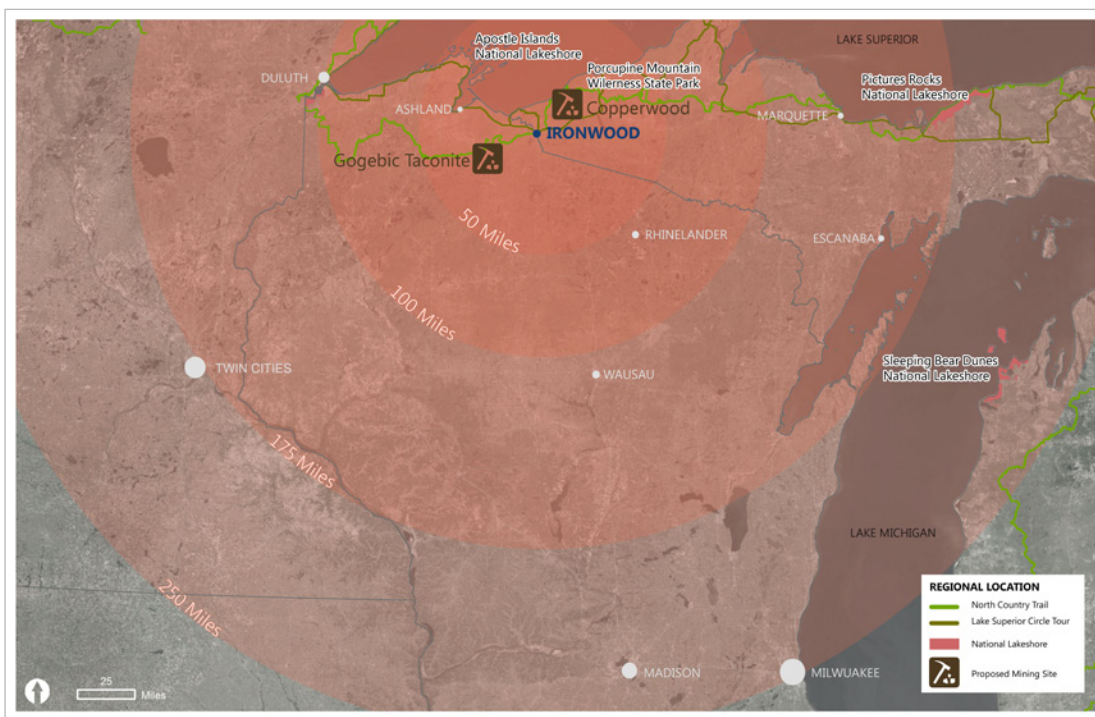 LAKE SUPERIOR
Apostle Islands
National Lakeshore
DULUTH
Porcupine Mountain
Wilerness State Park
Pictures Rocks
National Lakeshore
ASHLAND
Copperwood
MARQUETTE
IRONWOOD
Gogebic Taconite
50 Miles
RHINELANDER
ESCANABA
100 Miles
TWIN CITIES
WAUSAU
Sleeping Bear Dunes
National Lakeshore
175 Miles
LAKE MICHIGAN
250 Miles
MADISON
MILWUAKEE
REGIONAL LOCATION
North Country Trail
Lake Superior Circle Tour
National Lakeshore
Proposed Mining Site
25
Miles